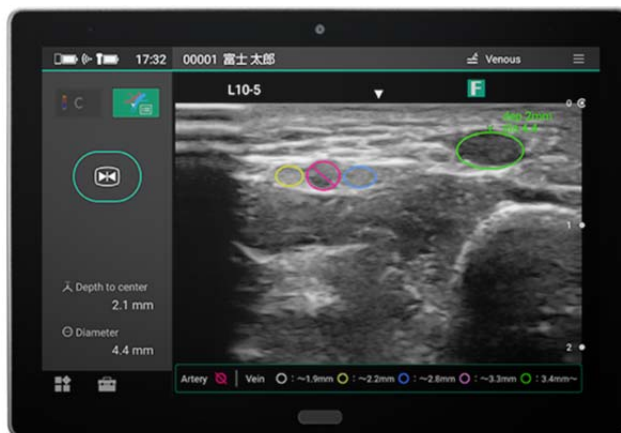 17:32
00001 富士 太郎
Venous
C
L10-5
F
0
1
2
Depth to center
2.1 mm
Diameter
4.4 mm
Artery
Vein
:~1.9mm
:~2.2mm
:~2.8mm
:~3.3mm
:3.4mm~